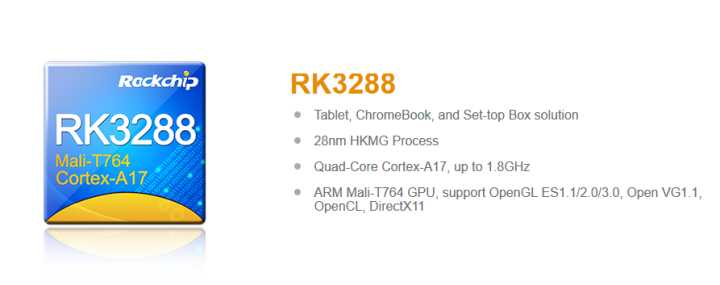 Rockchip
RK3288
Mali-T764
Cortex-A17
RK3288
Tablet, ChromeBook, and Set-top Box solution
28nm HKMG Process
Quad-Core Cortex-A17, up to 1.8GHz
ARM Mali-T764 GPU, support OpenGL ES1.1/2.0/3.0, Open VG1.1,
OpenCL, DirectX11